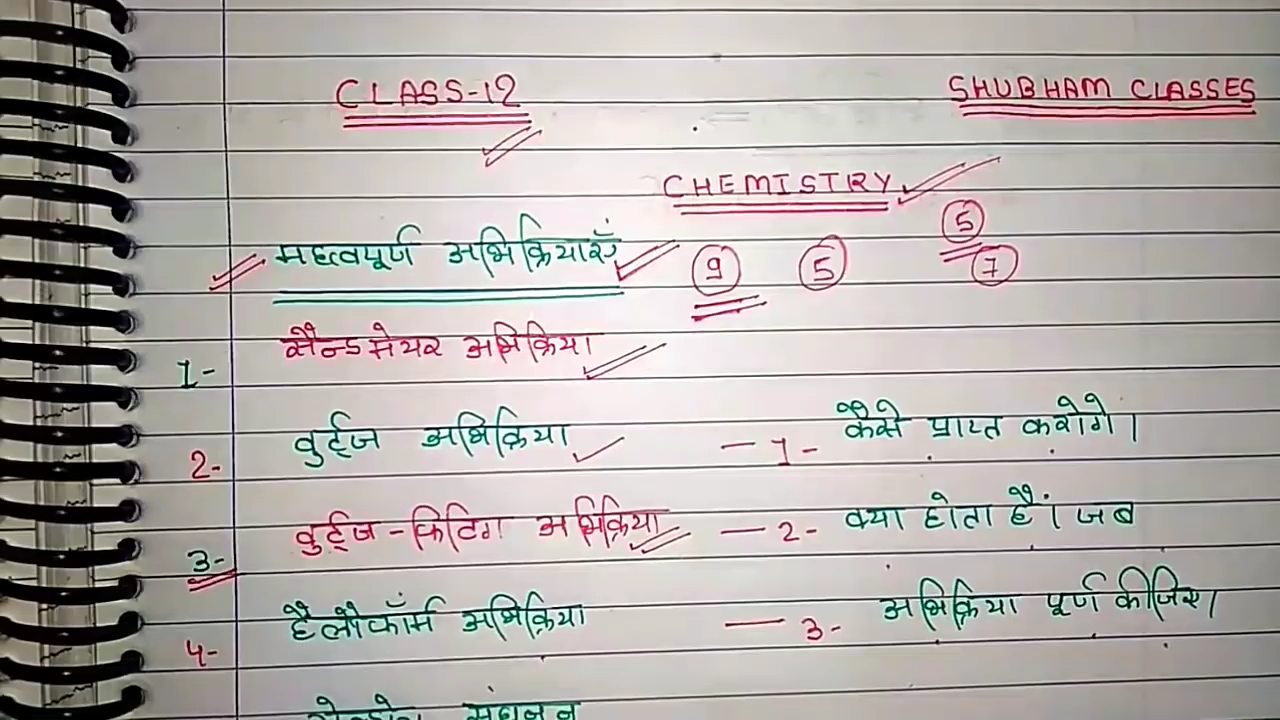 CLASS-12
SHUBHAM CLASSES
CHEMISTRY
महत्वपूर्ण अभिक्रियाएँ
9 5 5 7
1- सैन्डमेयर अभिक्रिया
2- वुर्ट्ज अभिक्रिया — 1- कैसे प्राप्त करोगे।
3- वुर्ट्ज-फिटिग अभिक्रिया — 2- क्या होता है। जब
4- हैलोफॉर्म अभिक्रिया — 3- अभिक्रिया पूर्ण कीजिए।